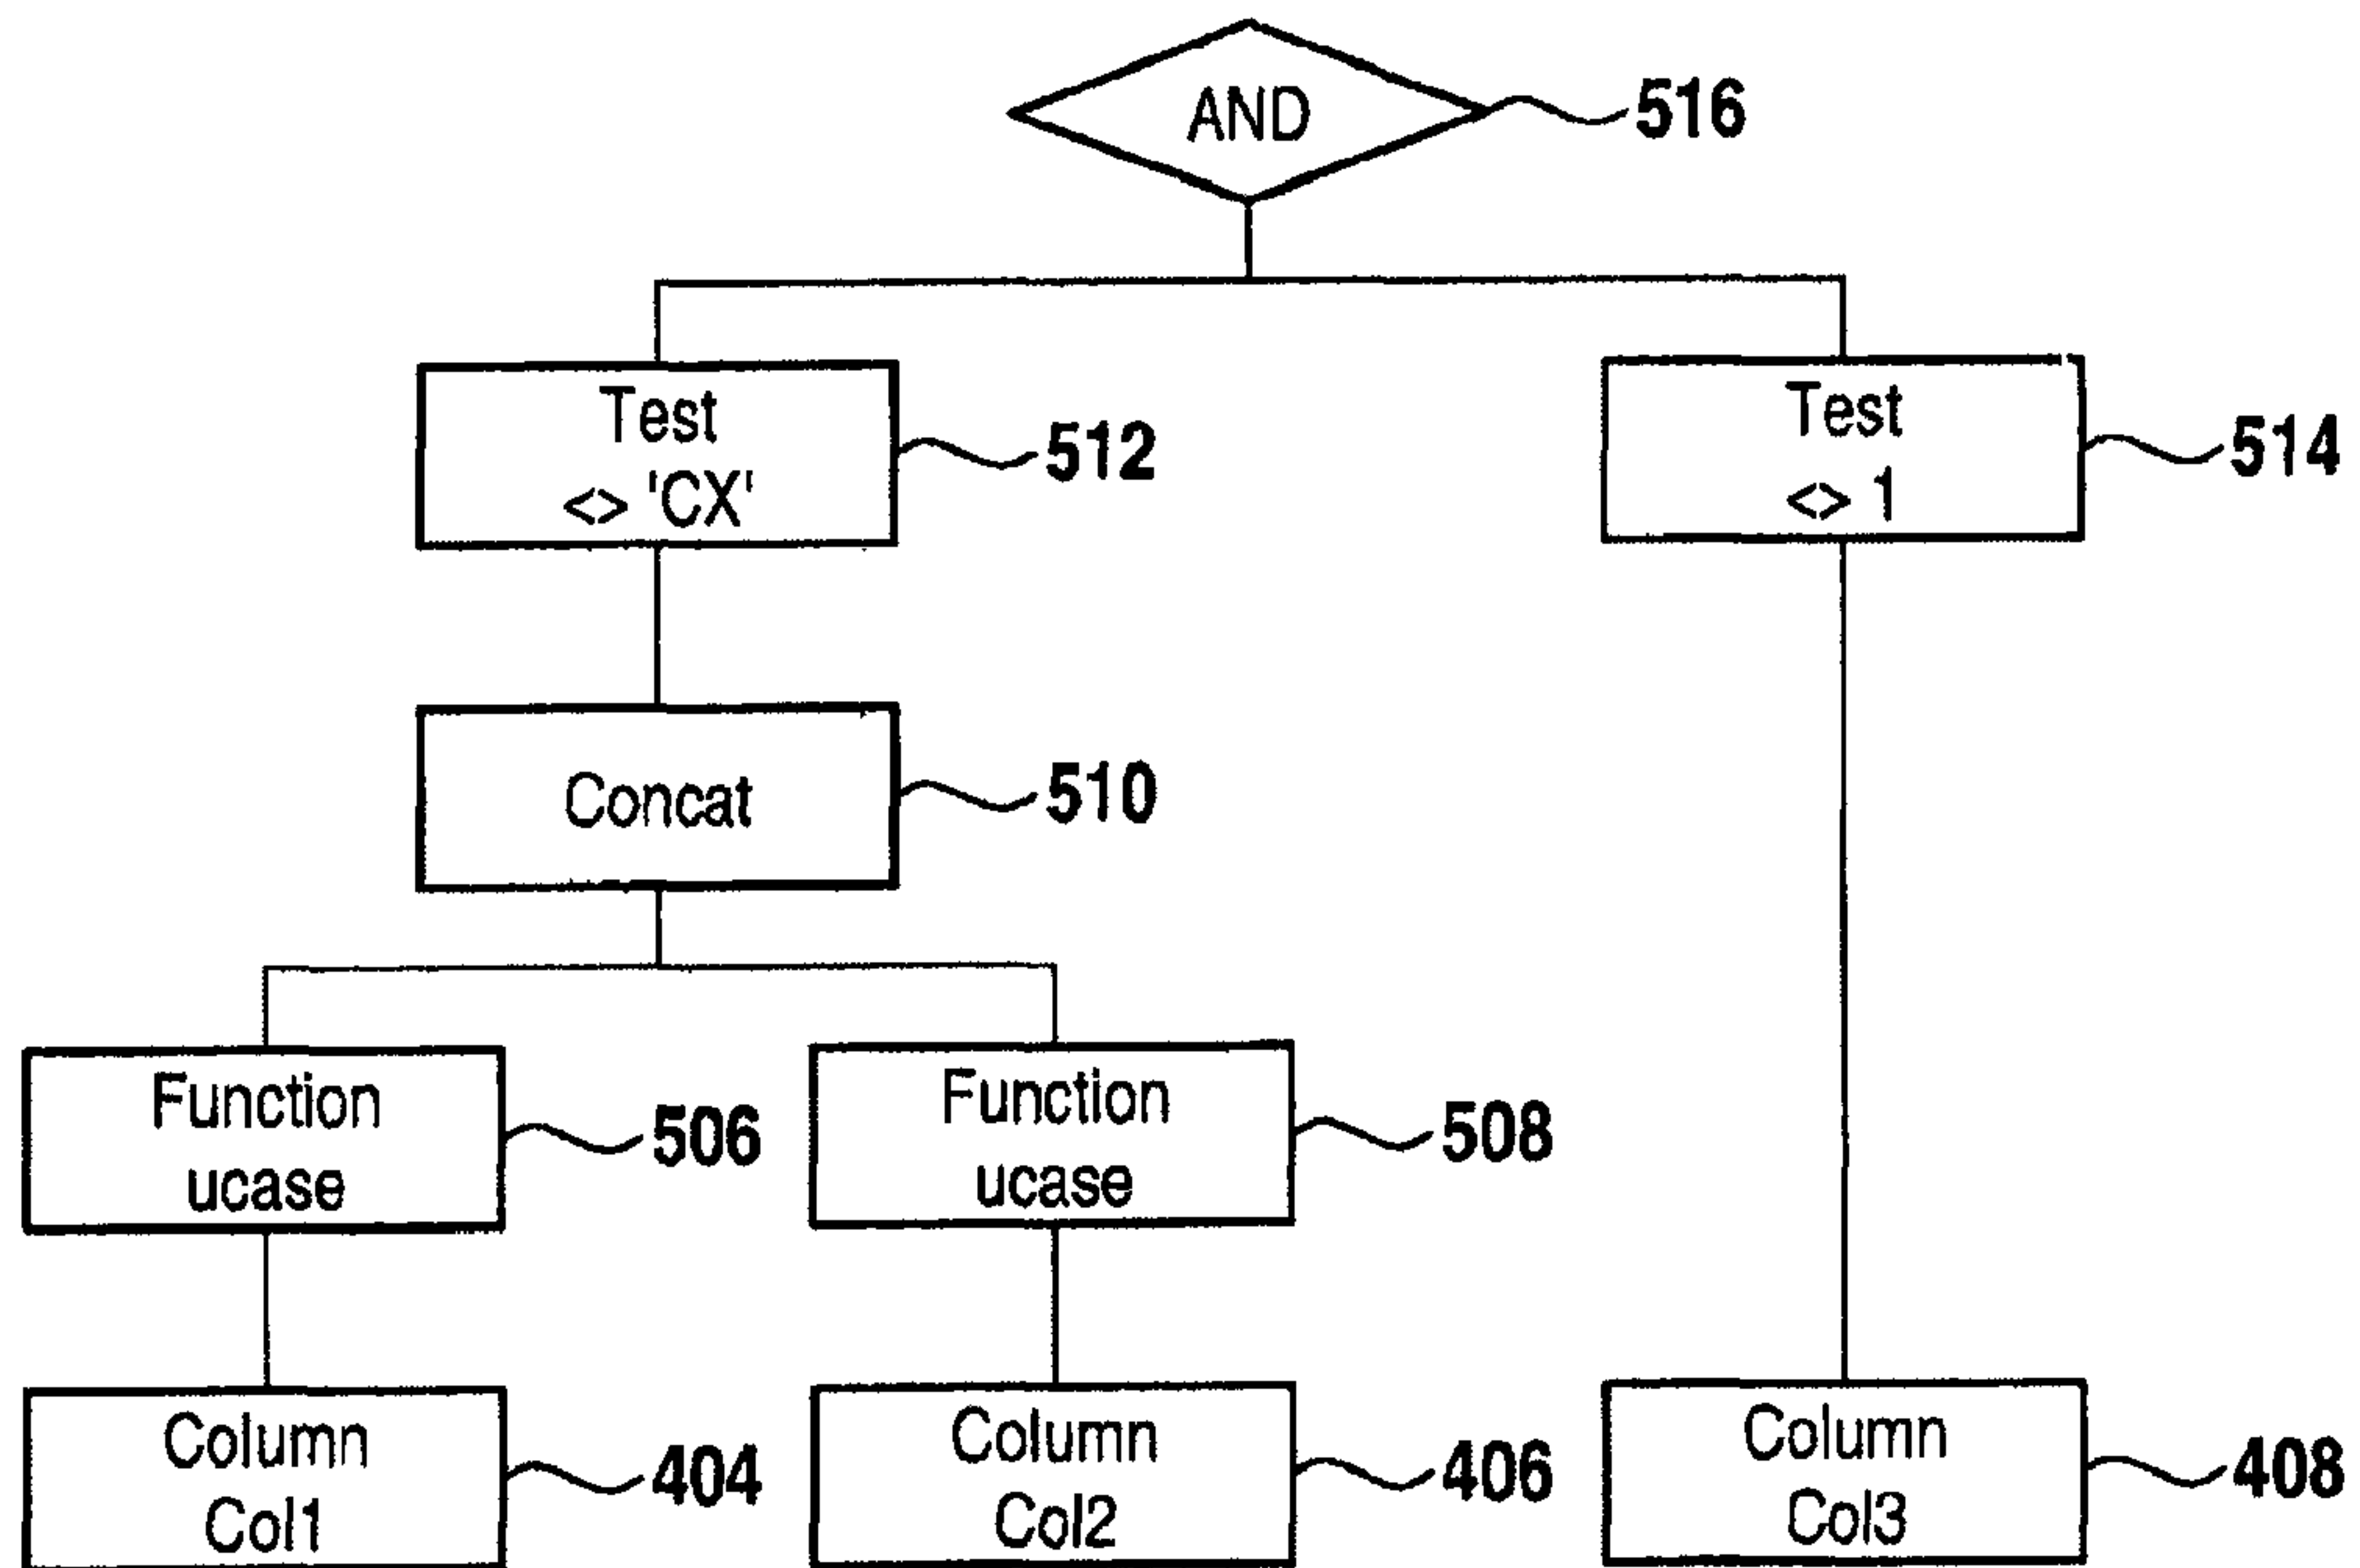 AND
516
Test
<> 'CX'
512
Test
<> 1
514
Concat
510
Function
ucase
506
Function
ucase
508
Column
Col1
404
Column
Col2
406
Column
Col3
408